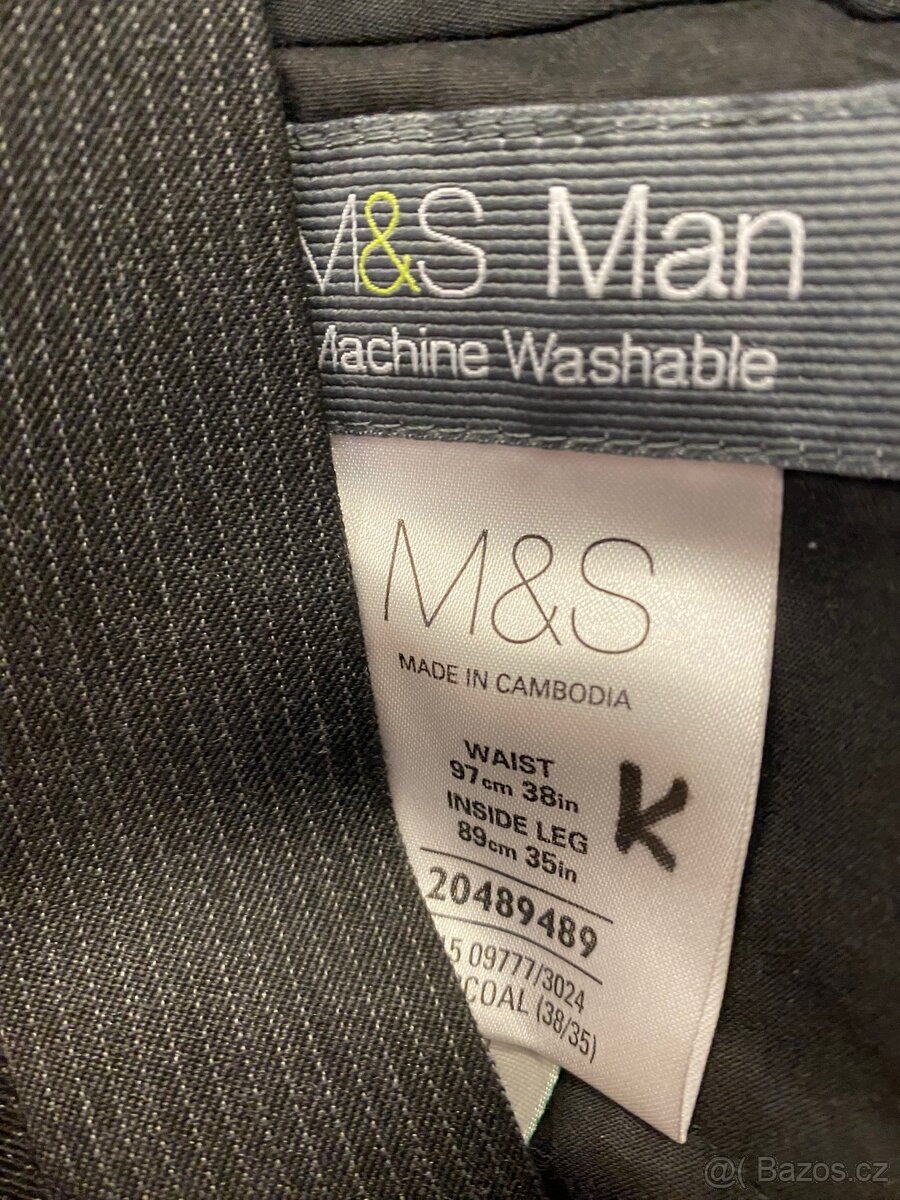 M&S Man
Machine Washable
M&S
MADE IN CAMBODIA
WAIST
97cm 38in
INSIDE LEG
89cm 35in
K
20489489
5 09777/3024
COAL (38/35)
@( Bazos.cz